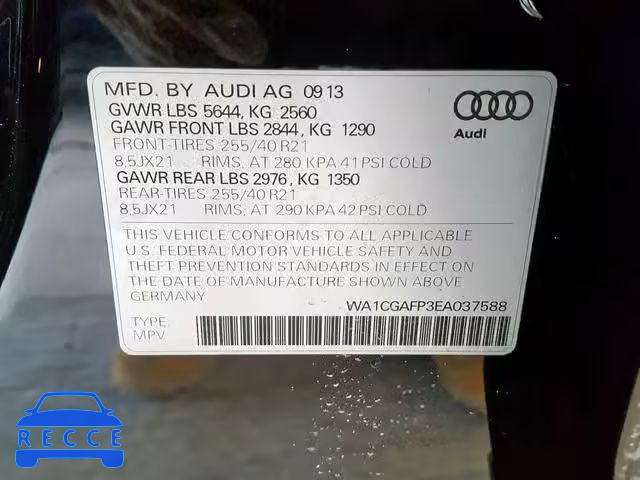 MFD. BY AUDI AG 09 13
GVWR LBS 5644, KG 2560
GAWR FRONT LBS 2844, KG 1290
FRONT-TIRES 255/40 R21
8,5JX21 RIMS, AT 280 KPA 41 PSI COLD
GAWR REAR LBS 2976, KG 1350
REAR-TIRES 255/40 R21
8,5JX21 RIMS, AT 290 KPA 42 PSI COLD
Audi
THIS VEHICLE CONFORMS TO ALL APPLICABLE
U.S. FEDERAL MOTOR VEHICLE SAFETY AND
THEFT PREVENTION STANDARDS IN EFFECT ON
THE DATE OF MANUFACTURE SHOWN ABOVE
GERMANY
WA1CGAFP3EA037588
TYPE:
MPV
RECCE